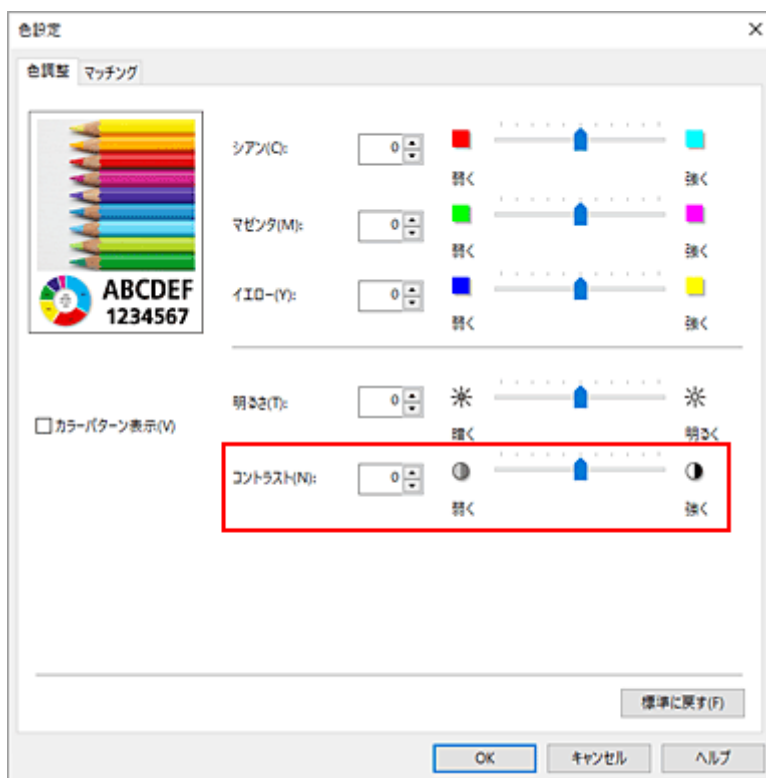 色設定
色調整 マッチング
ABCDEF
1234567
カラーパターン表示(V)
シアン(C): 0
弱く 強く
マゼンタ(M): 0
弱く 強く
イエロー(Y): 0
弱く 強く
明るさ(T): 0
暗く 明るく
コントラスト(N): 0
弱く 強く
標準に戻す(F)
OK キャンセル ヘルプ